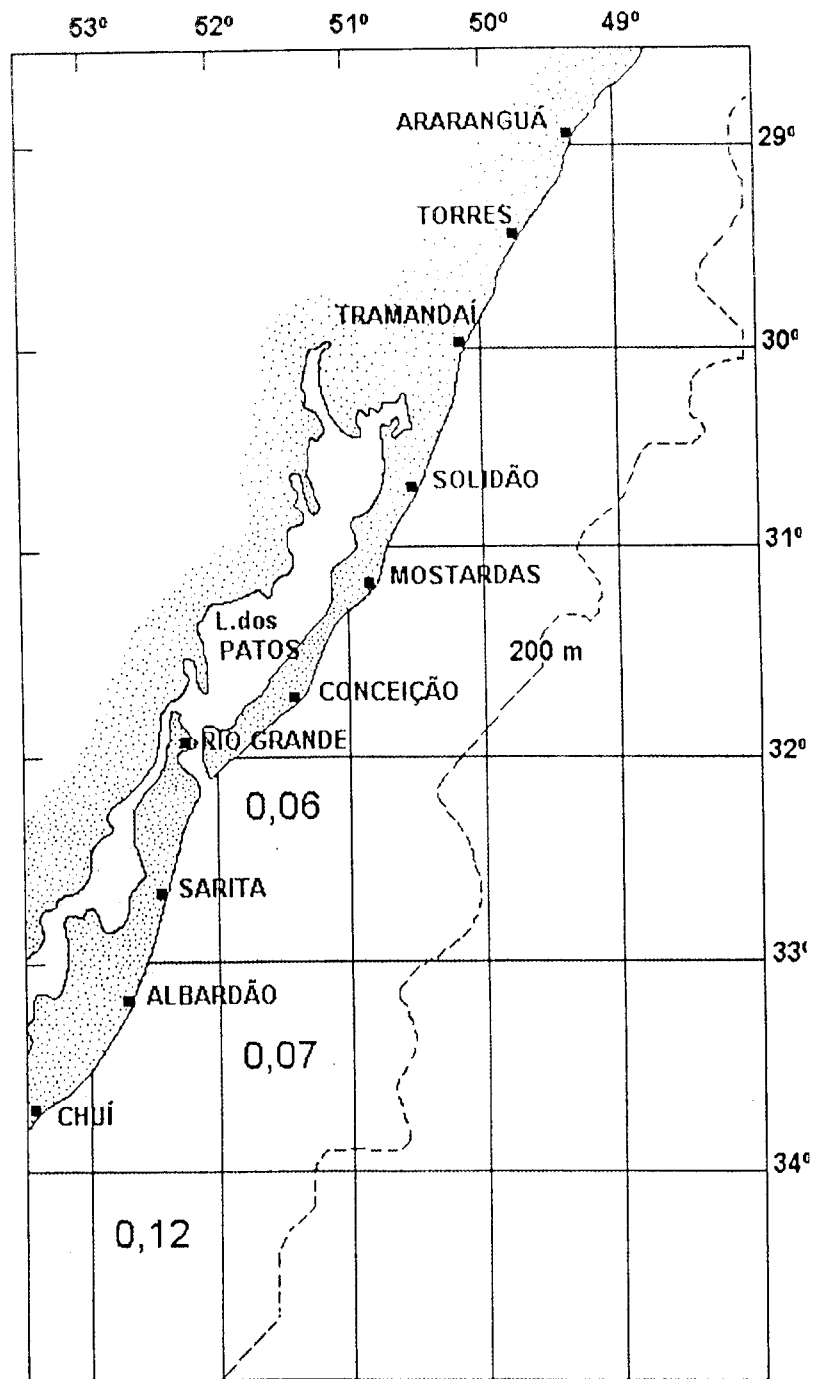 53º 52º 51º 50º 49º
ARARANGUÁ
29º
TORRES
TRAMANDAÍ
30º
SOLIDÃO
31º
MOSTARDAS
L.dos
PATOS
200 m
CONCEIÇÃO
RIO GRANDE
32º
0,06
SARITA
33º
ALBARDÃO
0,07
CHUÍ
34º
0,12